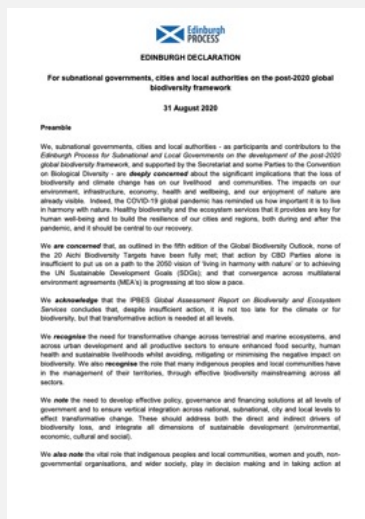 Edinburgh
PROCESS
EDINBURGH DECLARATION
For subnational governments, cities and local authorities on the post-2020 global
biodiversity framework
31 August 2020
Preamble
We, subnational governments, cities and local authorities - as participants and contributors to the
Edinburgh Process for Subnational and Local Governments on the development of the post-2020
global biodiversity framework, and supported by the Secretariat and some Parties to the Convention
on Biological Diversity - are deeply concerned about the significant implications that the loss of
biodiversity and climate change has on our livelihood and communities. The impacts on our
environment, infrastructure, economy, health and wellbeing, and our enjoyment of nature are
already visible. Indeed, the COVID-19 global pandemic has reminded us how important it is to live
in harmony with nature. Healthy biodiversity and the ecosystem services that it provides are key for
human well-being and to build the resilience of our cities and regions, both during and after the
pandemic, and it should be central to our recovery.
We are concerned that, as outlined in the fifth edition of the Global Biodiversity Outlook, none of
the 20 Aichi Biodiversity Targets have been fully met; that action by CBD Parties alone is
insufficient to put us on a path to the 2050 vision of 'living in harmony with nature' or to achieving
the UN Sustainable Development Goals (SDGs); and that convergence across multilateral
environment agreements (MEA's) is progressing at too slow a pace.
We acknowledge that the IPBES Global Assessment Report on Biodiversity and Ecosystem
Services concludes that, despite insufficient action, it is not too late for the climate or for
biodiversity, but that transformative action is needed at all levels.
We recognise the need for transformative change across terrestrial and marine ecosystems, and
across urban development and all productive sectors to ensure enhanced food security, human
health and sustainable livelihoods whilst avoiding, mitigating or minimising the negative impact on
biodiversity. We also recognise the role that many indigenous peoples and local communities have
in the management of their territories, through effective biodiversity mainstreaming across all
sectors.
We note the need to develop effective policy, governance and financing solutions at all levels of
government and to ensure vertical integration across national, subnational, city and local levels to
effect transformative change. These should address both the direct and indirect drivers of
biodiversity loss, and integrate all dimensions of sustainable development (environmental,
economic, cultural and social).
We also note the vital role that indigenous peoples and local communities, women and youth, non-
governmental organisations, and wider society, play in decision making and in taking action at